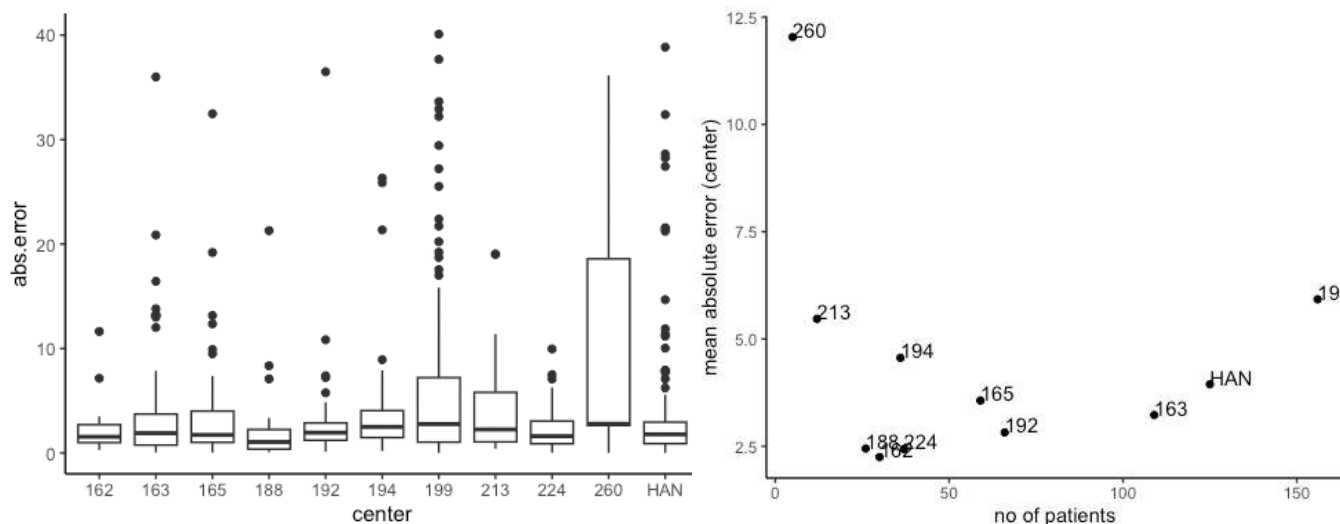 40
30
20
10
0
abs.error
162 163 165 188 192 194 199 213 224 260 HAN
center
12.5
10.0
7.5
5.0
2.5
mean absolute error (center)
260
213
194
165
192
188
162
224
163
HAN
19
0 50 100 150
no of patients